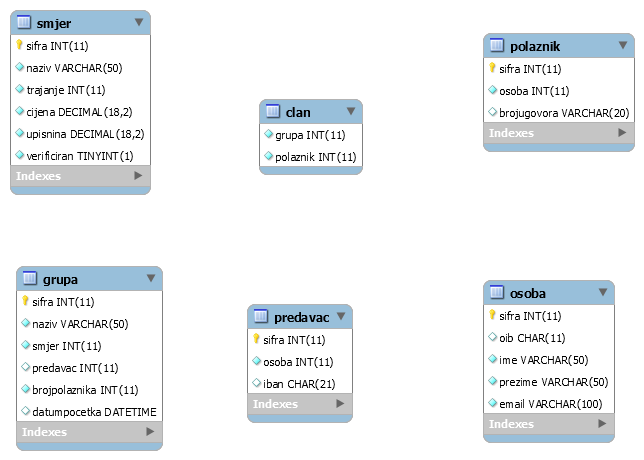 smjer
sifra INT(11)
naziv VARCHAR(50)
trajanje INT(11)
cijena DECIMAL(18,2)
upisnina DECIMAL(18,2)
verificiran TINYINT(1)
Indexes
clan
grupa INT(11)
polaznik INT(11)
polaznik
sifra INT(11)
osoba INT(11)
brojugovora VARCHAR(20)
Indexes
grupa
sifra INT(11)
naziv VARCHAR(50)
smjer INT(11)
predavac INT(11)
brojpolaznika INT(11)
datumpocetka DATETIME
Indexes
predavac
sifra INT(11)
osoba INT(11)
iban CHAR(21)
Indexes
osoba
sifra INT(11)
oib CHAR(11)
ime VARCHAR(50)
prezime VARCHAR(50)
email VARCHAR(100)
Indexes